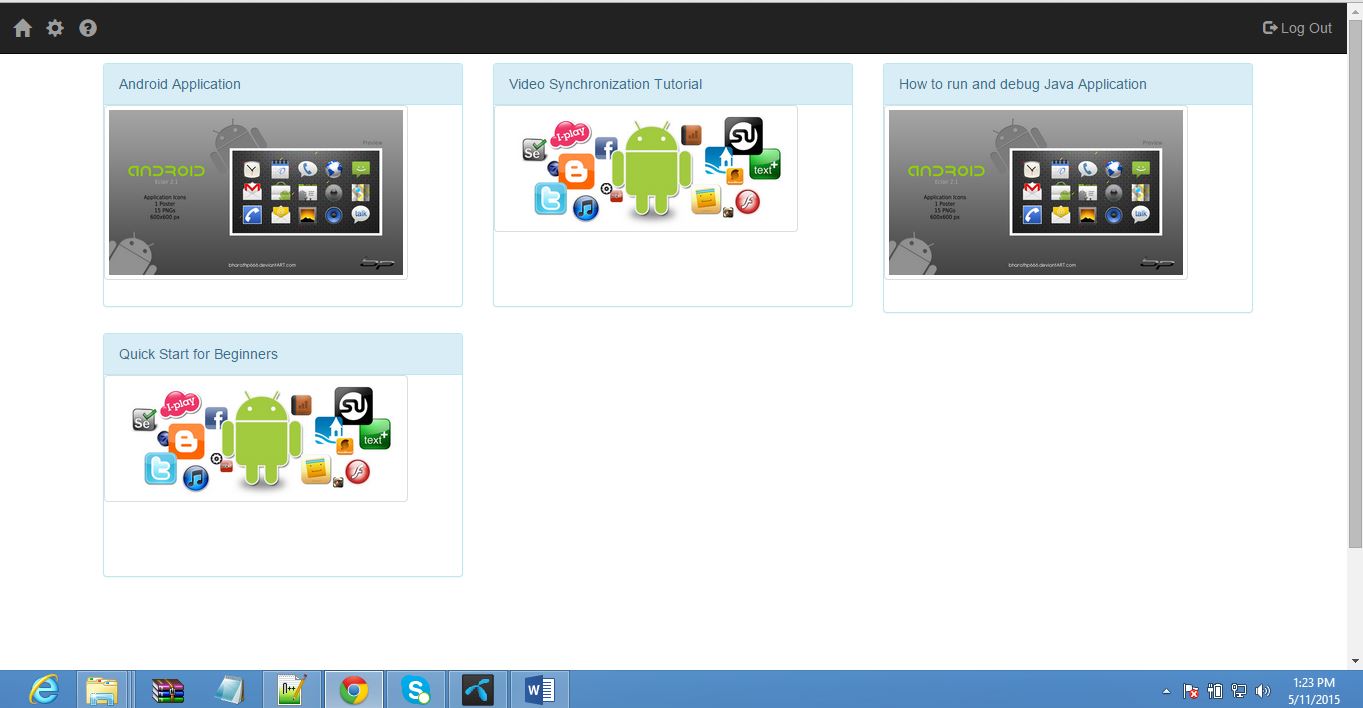 Log Out
Android Application
Video Synchronization Tutorial
How to run and debug Java Application
Preview
ANDROID
Eclair 2.1
Application Icons
1 Poster
15 PNGs
600x600 px
talk
bharathp666.deviantART.com
Se
I-play
f
SU
B
text+
t
Preview
ANDROID
Eclair 2.1
Application Icons
1 Poster
15 PNGs
600x600 px
talk
bharathp666.deviantART.com
Quick Start for Beginners
Se
I-play
f
SU
B
text+
t
1:23 PM
5/11/2015